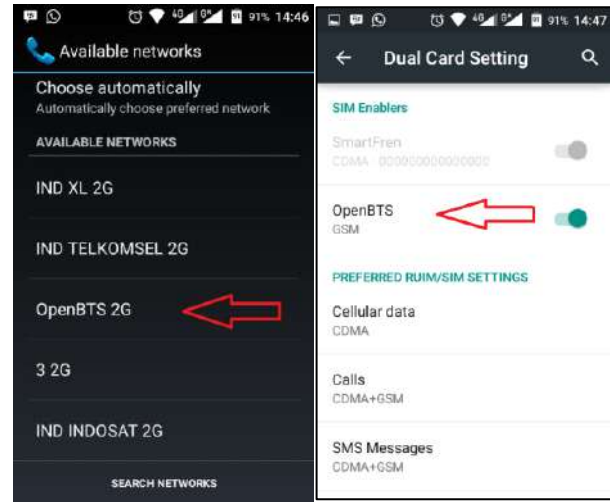 91% 14:46
Available networks
Choose automatically
Automatically choose preferred network
AVAILABLE NETWORKS
IND XL 2G
IND TELKOMSEL 2G
OpenBTS 2G
3 2G
IND INDOSAT 2G
SEARCH NETWORKS
91% 14:47
Dual Card Setting
SIM Enablers
SmartFren
CDMA 000000000000000
OpenBTS
GSM
PREFERRED RUIM/SIM SETTINGS
Cellular data
CDMA
Calls
CDMA+GSM
SMS Messages
CDMA+GSM